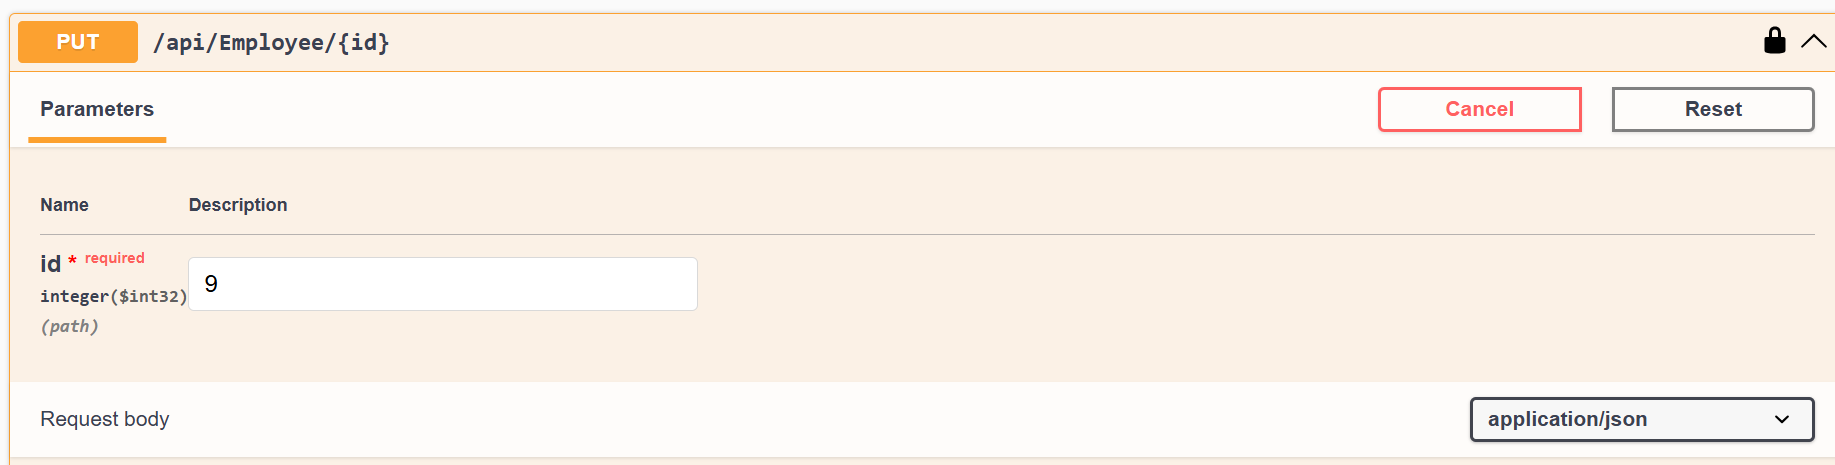 PUT /api/Employee/{id}
Parameters Cancel Reset
Name Description
id * required
integer($int32) 9
(path)
Request body application/json